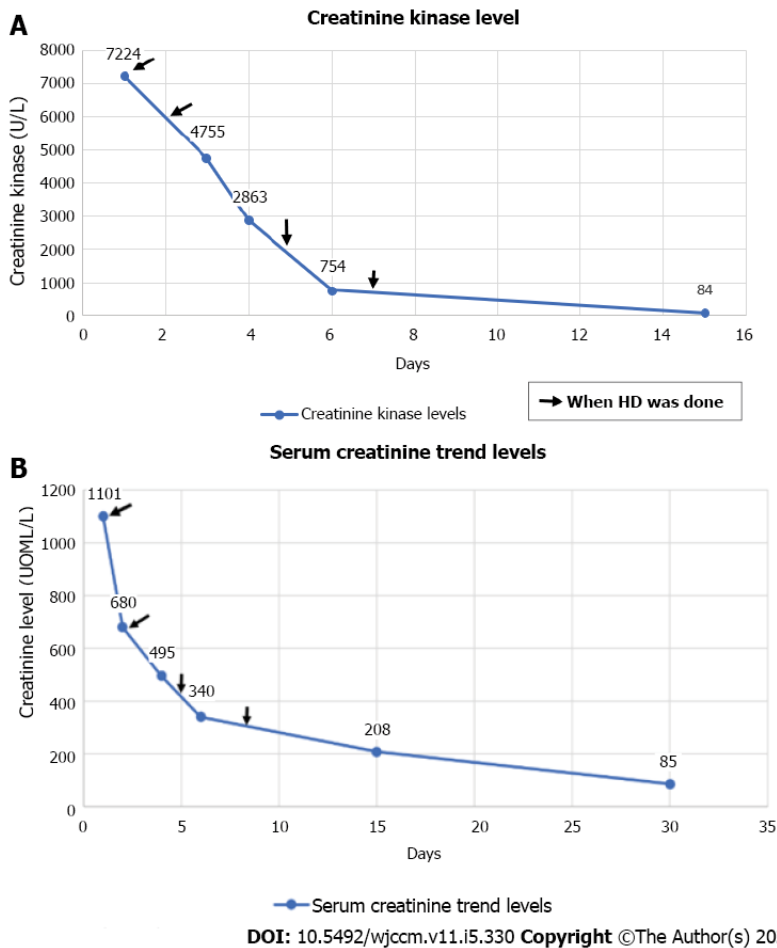 A
Creatinine kinase level
Creatinine kinase (U/L)
8000
7000
6000
5000
4000
3000
2000
1000
0
7224
4755
2863
754
84
0 2 4 6 8 10 12 14 16
Days
Creatinine kinase levels
When HD was done
B
Serum creatinine trend levels
Creatinine level (UOML/L)
1200
1000
800
600
400
200
0
1101
680
495
340
208
85
0 5 10 15 20 25 30 35
Days
Serum creatinine trend levels
DOI: 10.5492/wjccm.v11.i5.330 Copyright ©The Author(s) 20